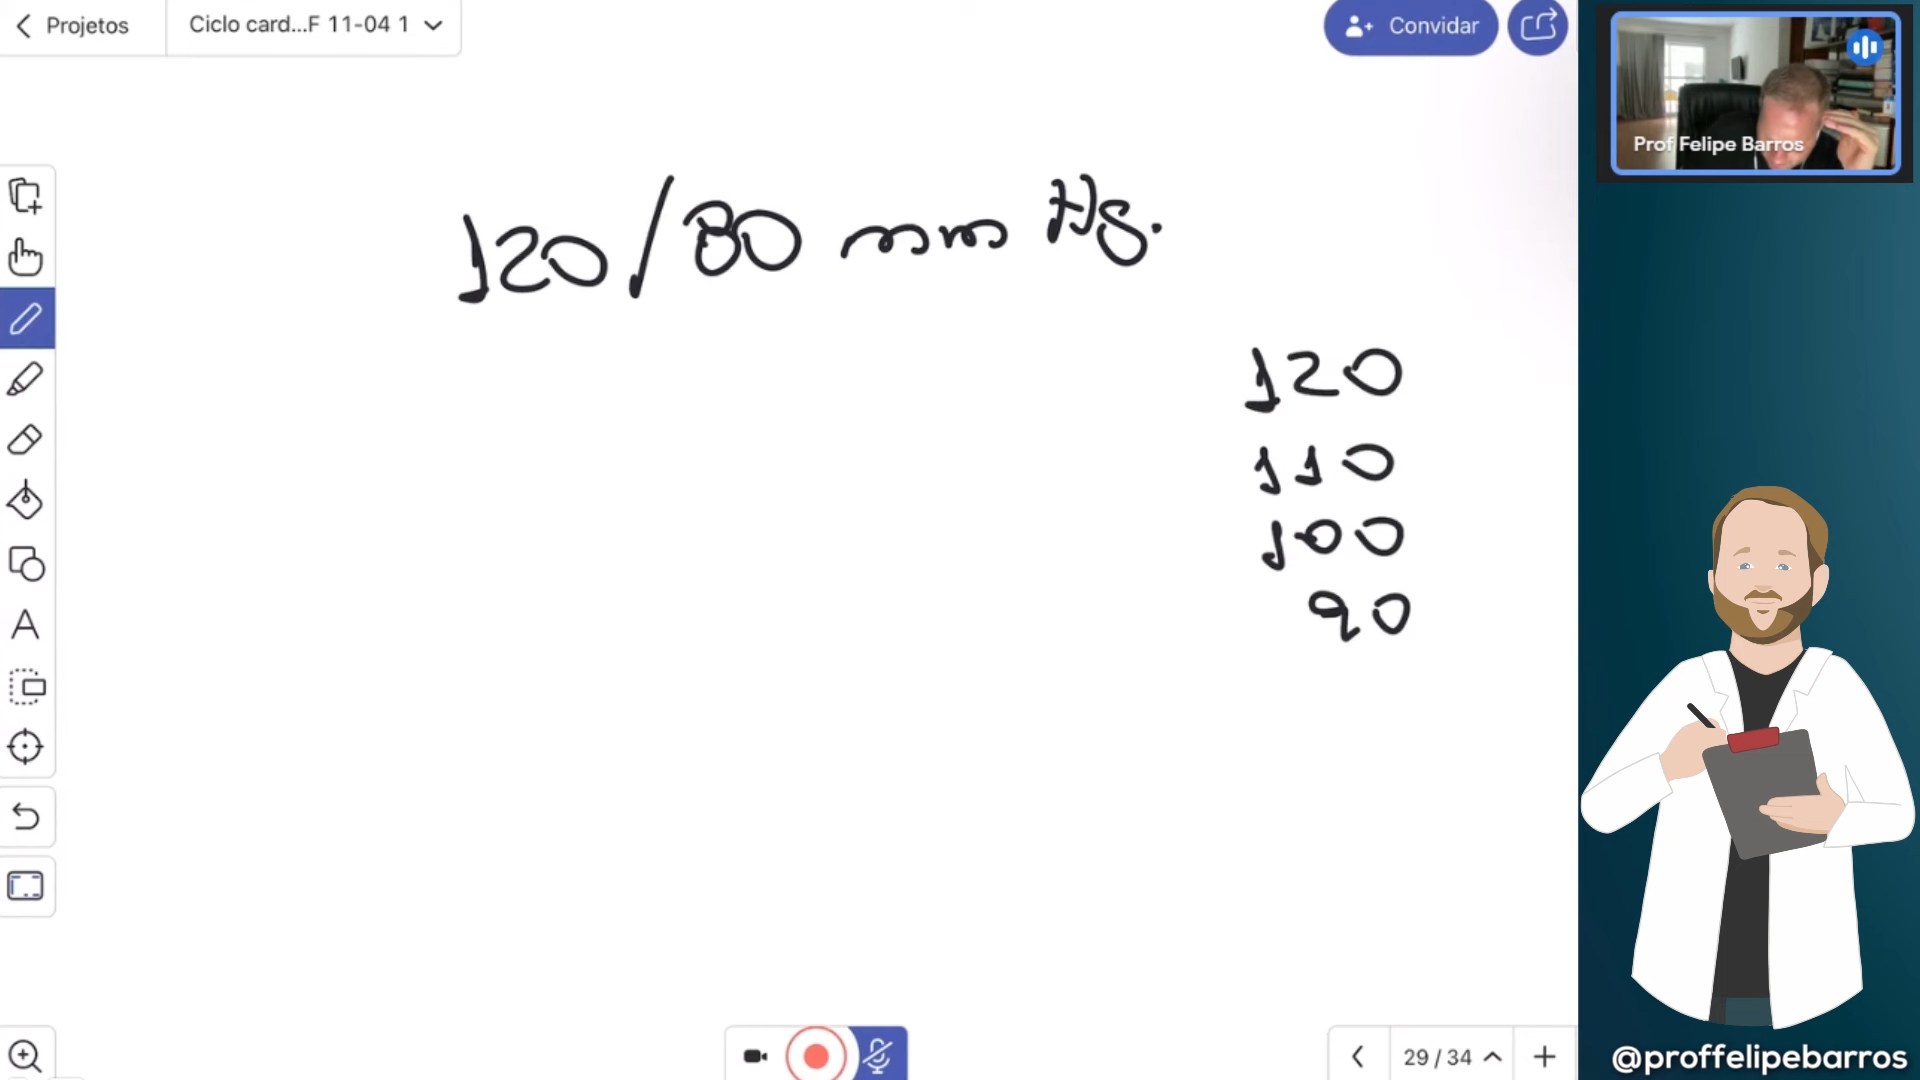 Projetos
Ciclo card...F 11-04 1
Convidar
Prof Felipe Barros
120/80 mmHg.
120
110
100
90
A
29 / 34
@proffelipebarros